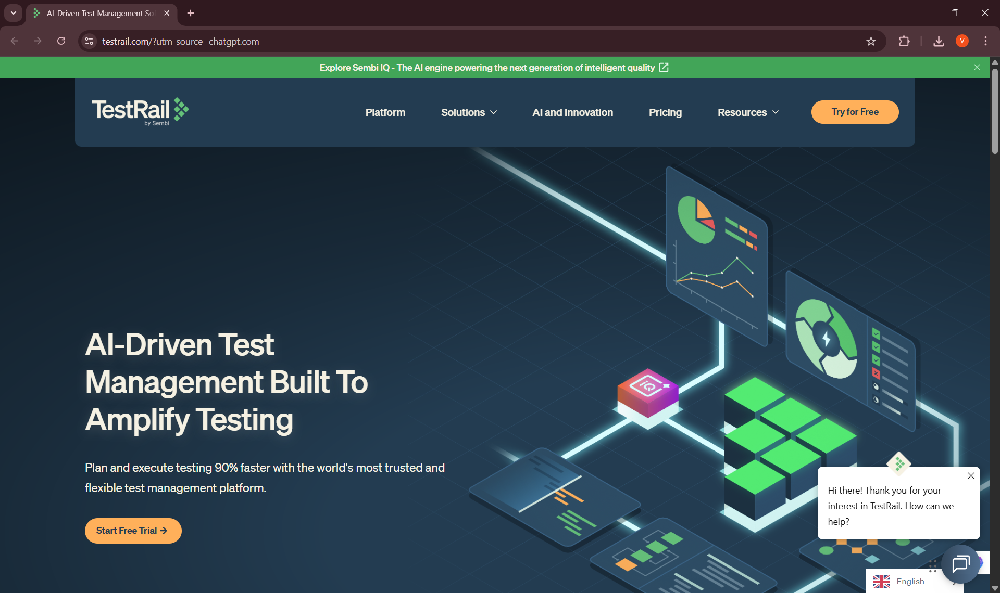 AI-Driven Test Management So
testrail.com/?utm_source=chatgpt.com
V
Explore Sembi IQ - The AI engine powering the next generation of intelligent quality
TestRail
by Sembi
Platform
Solutions
AI and Innovation
Pricing
Resources
Try for Free
iQ
AI-Driven Test
Management Built To
Amplify Testing
Plan and execute testing 90% faster with the world's most trusted and
flexible test management platform.
Start Free Trial →
Hi there! Thank you for your
interest in TestRail. How can we
help?
English